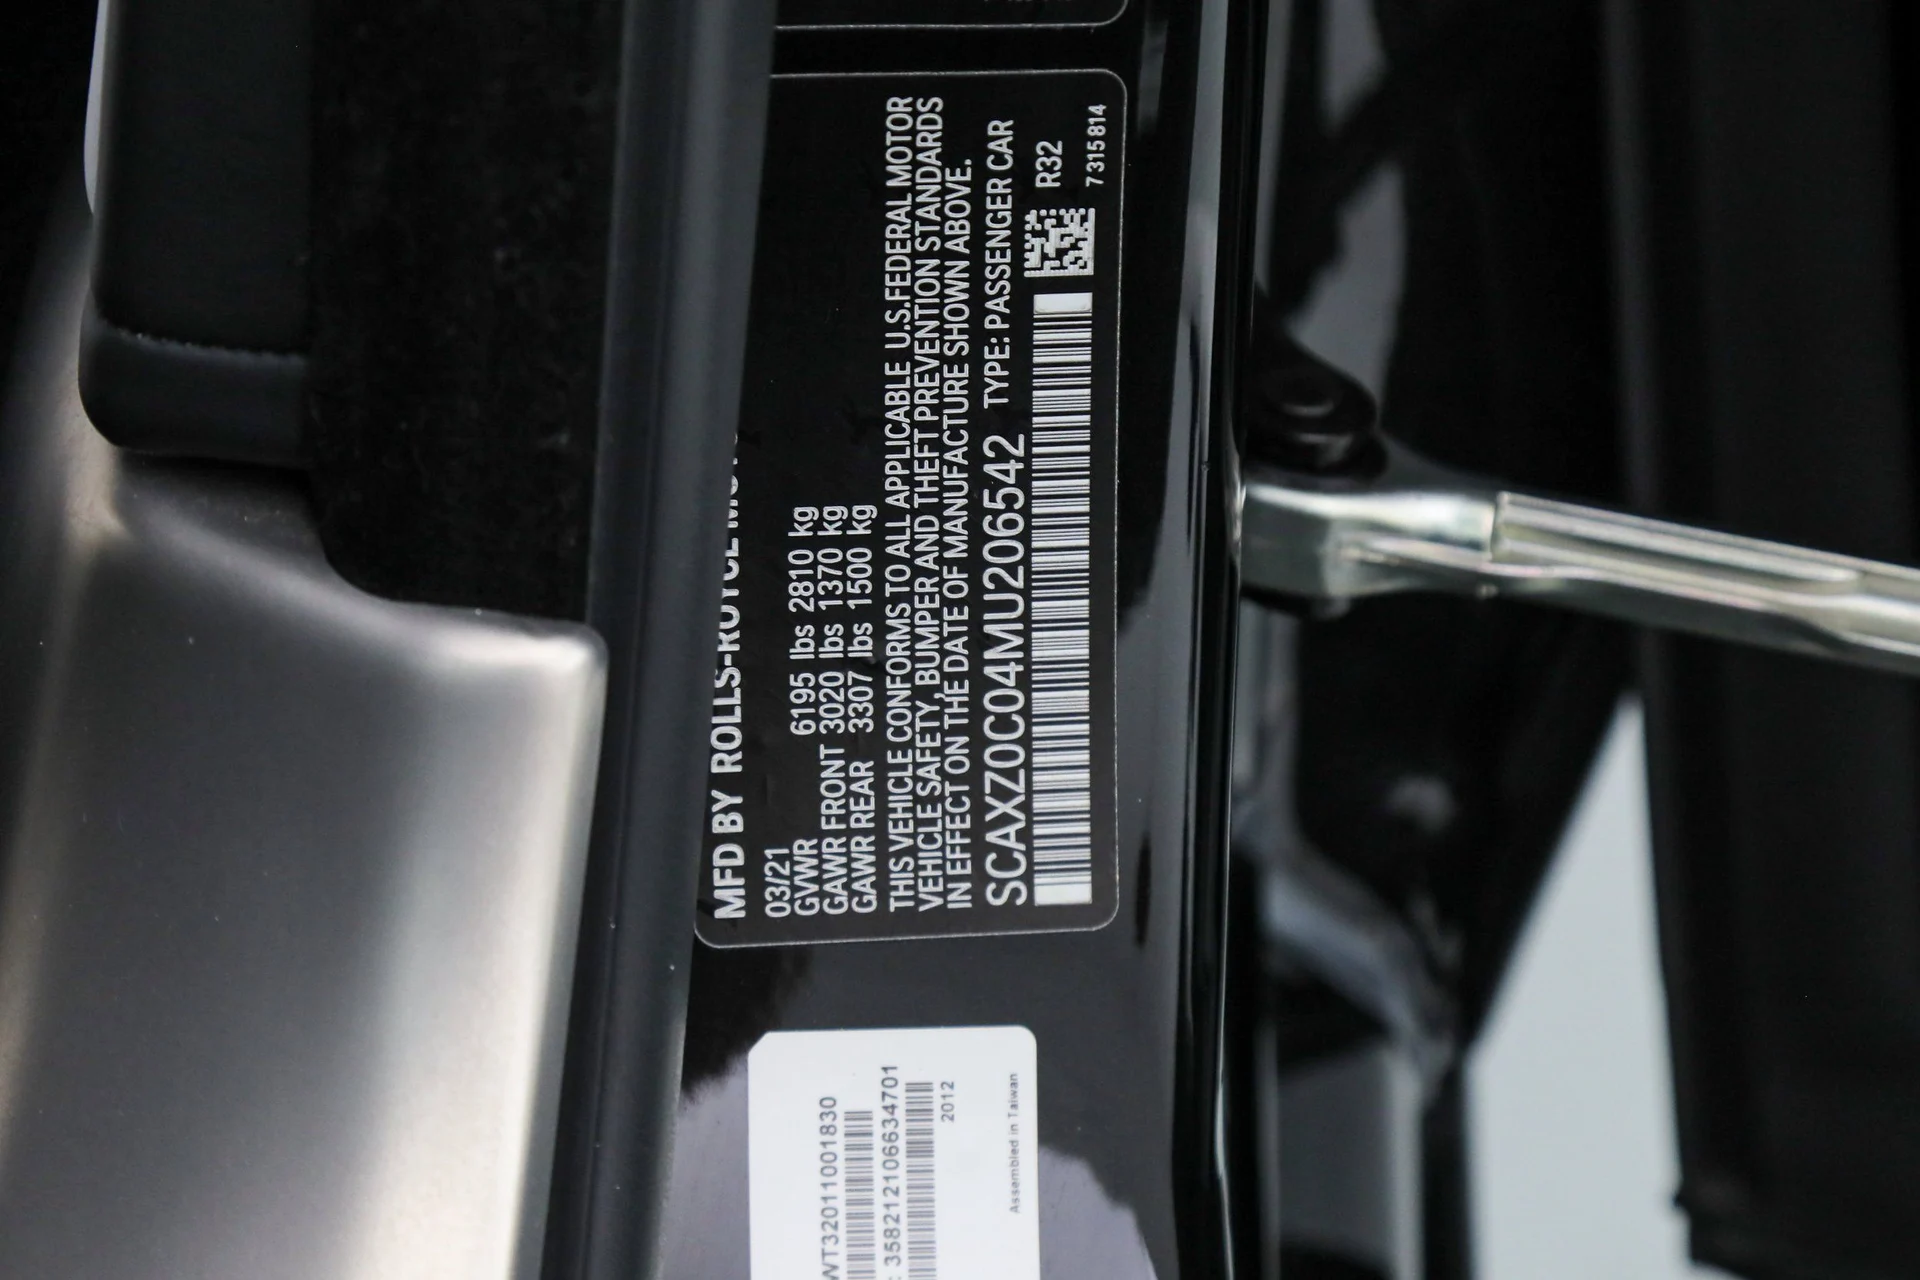 MFD BY ROLLS-ROYCE
03/21
GVWR 6195 lbs 2810 kg
GAWR FRONT 3020 lbs 1370 kg
GAWR REAR 3307 lbs 1500 kg
THIS VEHICLE CONFORMS TO ALL APPLICABLE U.S.FEDERAL MOTOR
VEHICLE SAFETY, BUMPER AND THEFT PREVENTION STANDARDS
IN EFFECT ON THE DATE OF MANUFACTURE SHOWN ABOVE.
SCAXZ0C04MU206542 TYPE: PASSENGER CAR
R32
7315814
WT32011001830
358212106634701
2012
Assembled in Taiwan